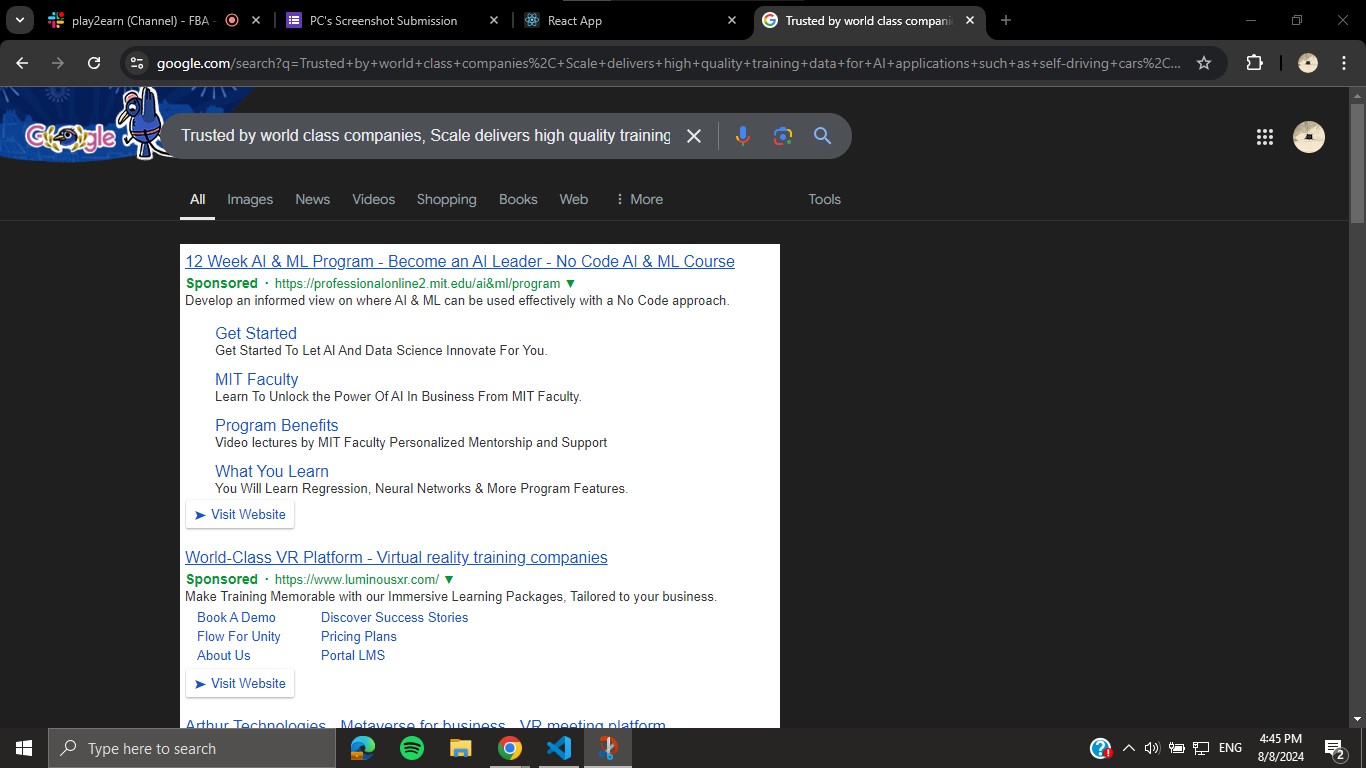 play2earn (Channel) - FBA
PC's Screenshot Submission
React App
Trusted by world class compani
google.com/search?q=Trusted+by+world+class+companies%2C+Scale+delivers+high+quality+training+data+for+AI+applications+such+as+self-driving+cars%2C...
Google
Trusted by world class companies, Scale delivers high quality training
All Images News Videos Shopping Books Web More Tools
12 Week AI & ML Program - Become an AI Leader - No Code AI & ML Course
Sponsored · https://professionalonline2.mit.edu/ai&ml/program ▼
Develop an informed view on where AI & ML can be used effectively with a No Code approach.
Get Started
Get Started To Let AI And Data Science Innovate For You.
MIT Faculty
Learn To Unlock the Power Of AI In Business From MIT Faculty.
Program Benefits
Video lectures by MIT Faculty Personalized Mentorship and Support
What You Learn
You Will Learn Regression, Neural Networks & More Program Features.
➤ Visit Website
World-Class VR Platform - Virtual reality training companies
Sponsored · https://www.luminousxr.com/ ▼
Make Training Memorable with our Immersive Learning Packages, Tailored to your business.
Book A Demo Discover Success Stories
Flow For Unity Pricing Plans
About Us Portal LMS
➤ Visit Website
Arthur Technologies - Metaverse for business - VR meeting platform
Type here to search
ENG
4:45 PM
8/8/2024
2